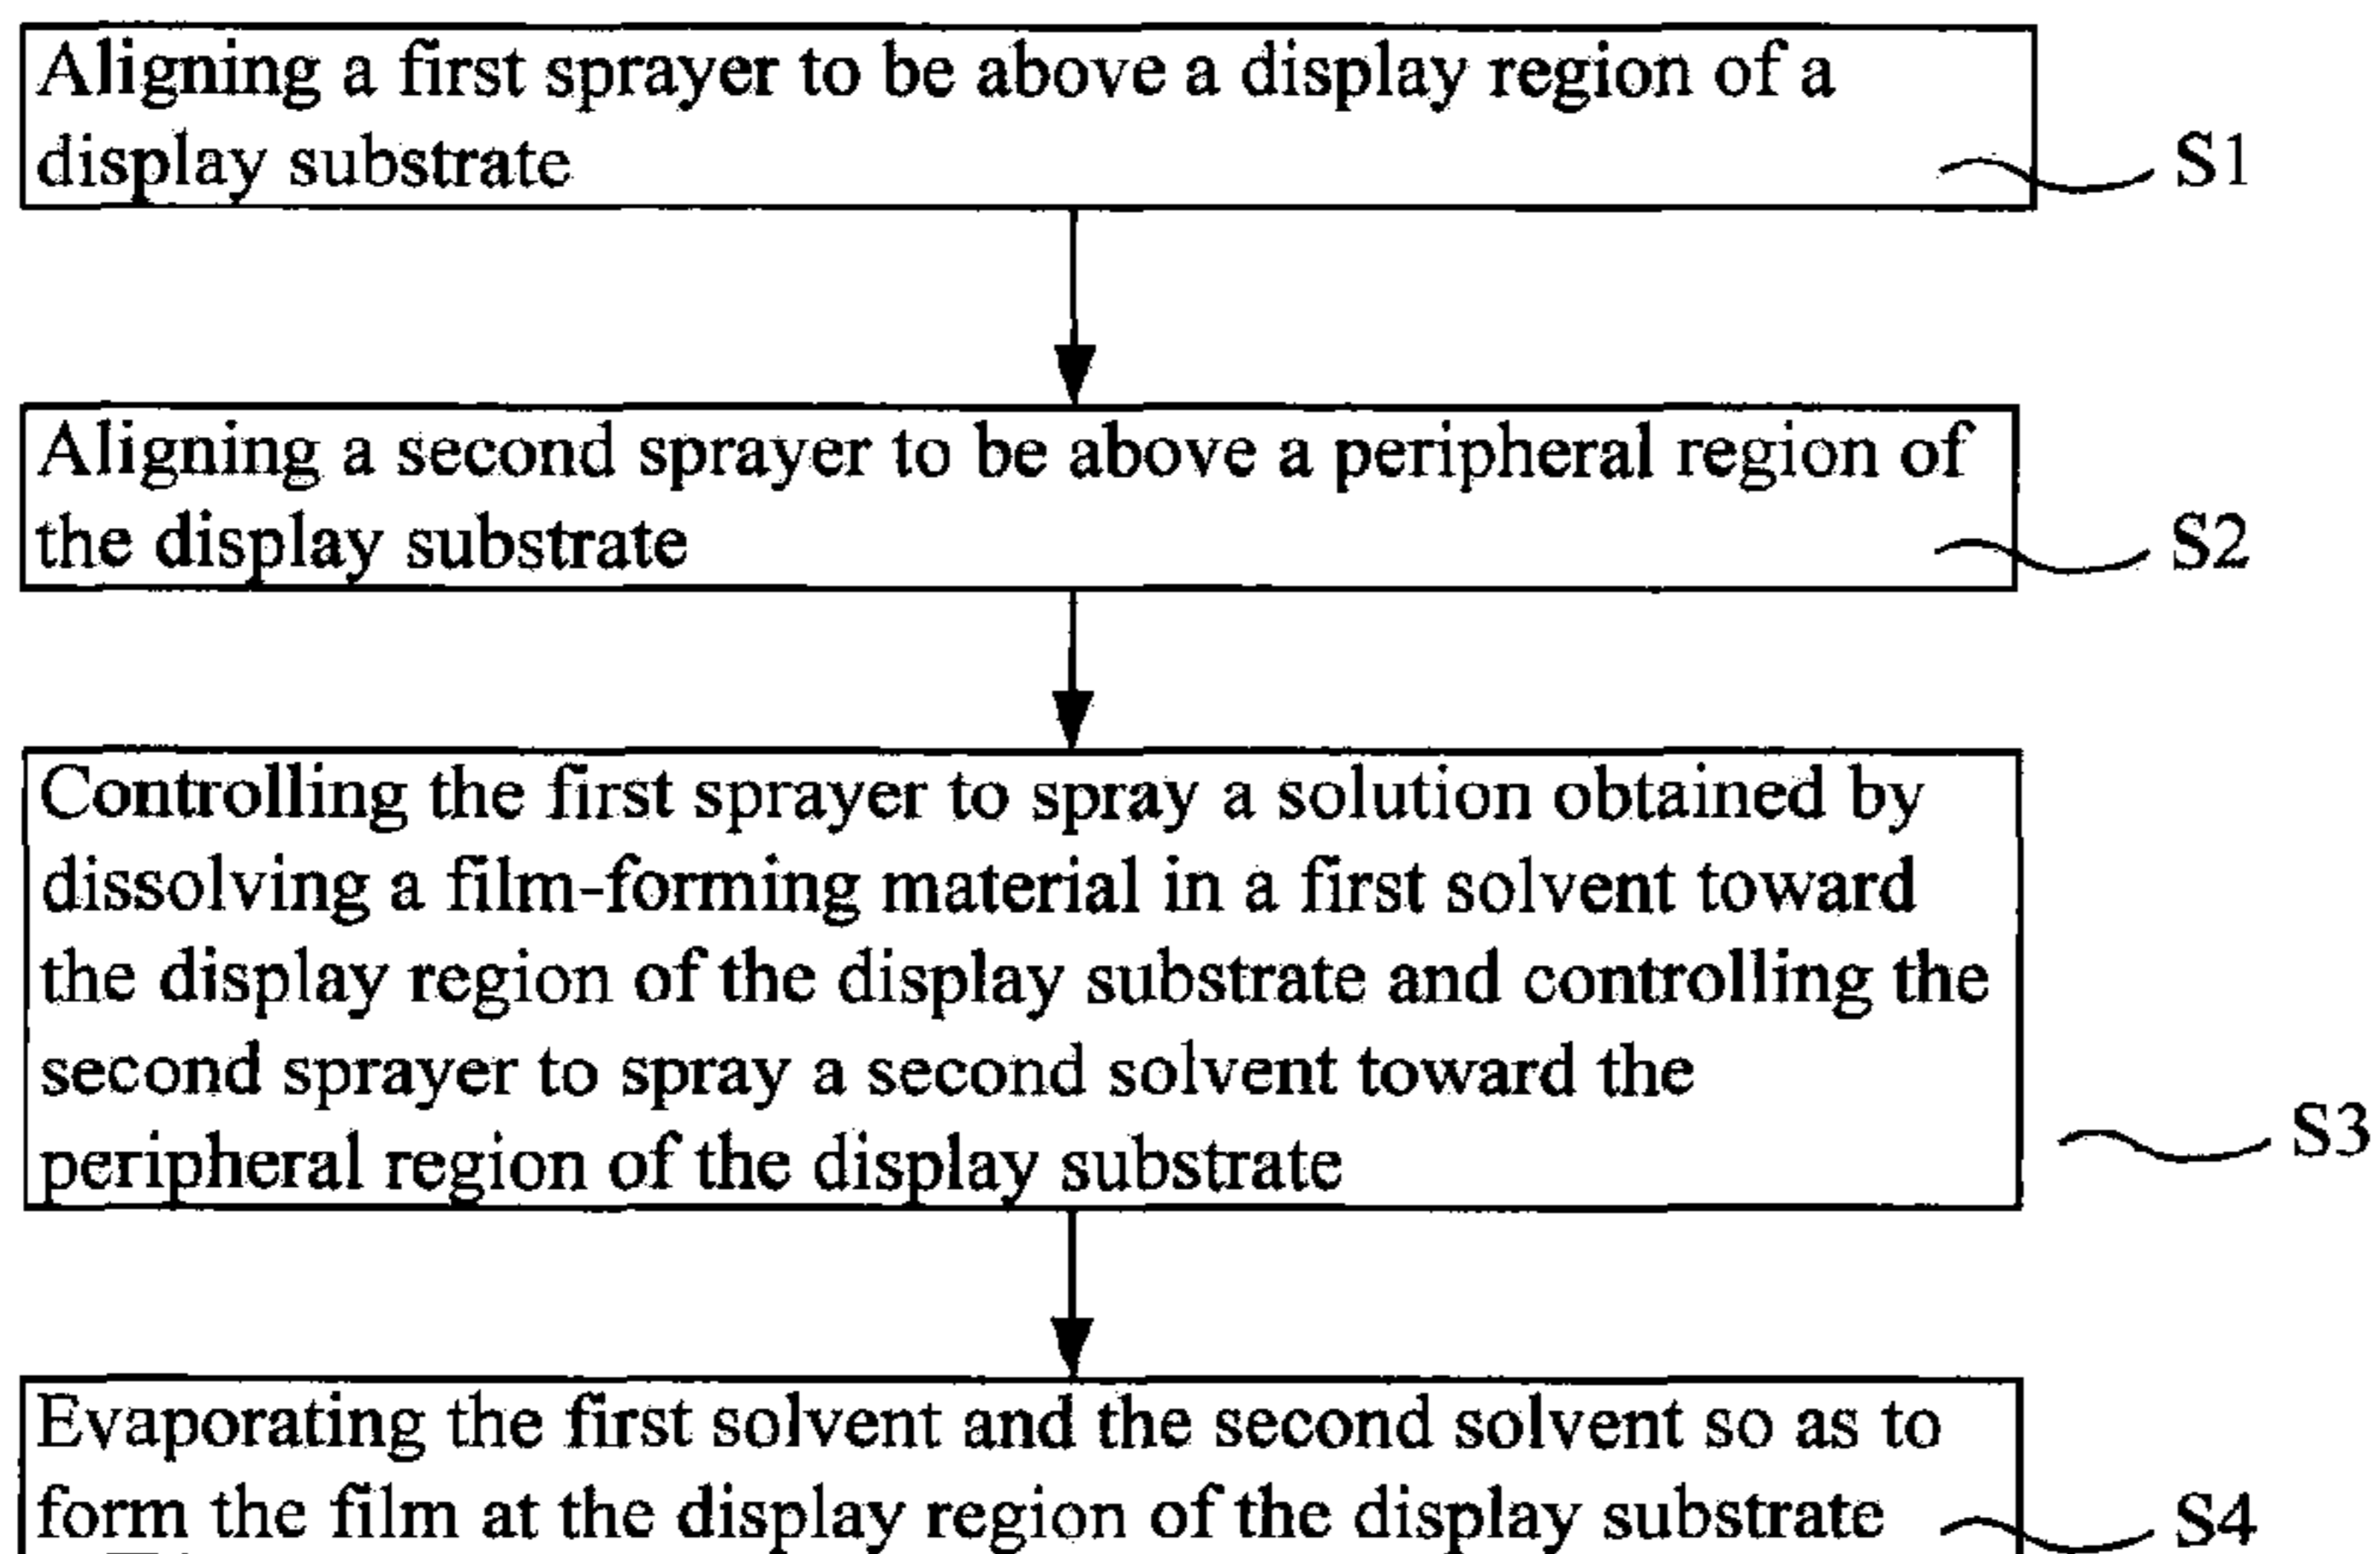 Aligning a first sprayer to be above a display region of a
display substrate
S1
Aligning a second sprayer to be above a peripheral region of
the display substrate
S2
Controlling the first sprayer to spray a solution obtained by
dissolving a film-forming material in a first solvent toward
the display region of the display substrate and controlling the
second sprayer to spray a second solvent toward the
peripheral region of the display substrate
S3
Evaporating the first solvent and the second solvent so as to
form the film at the display region of the display substrate
S4